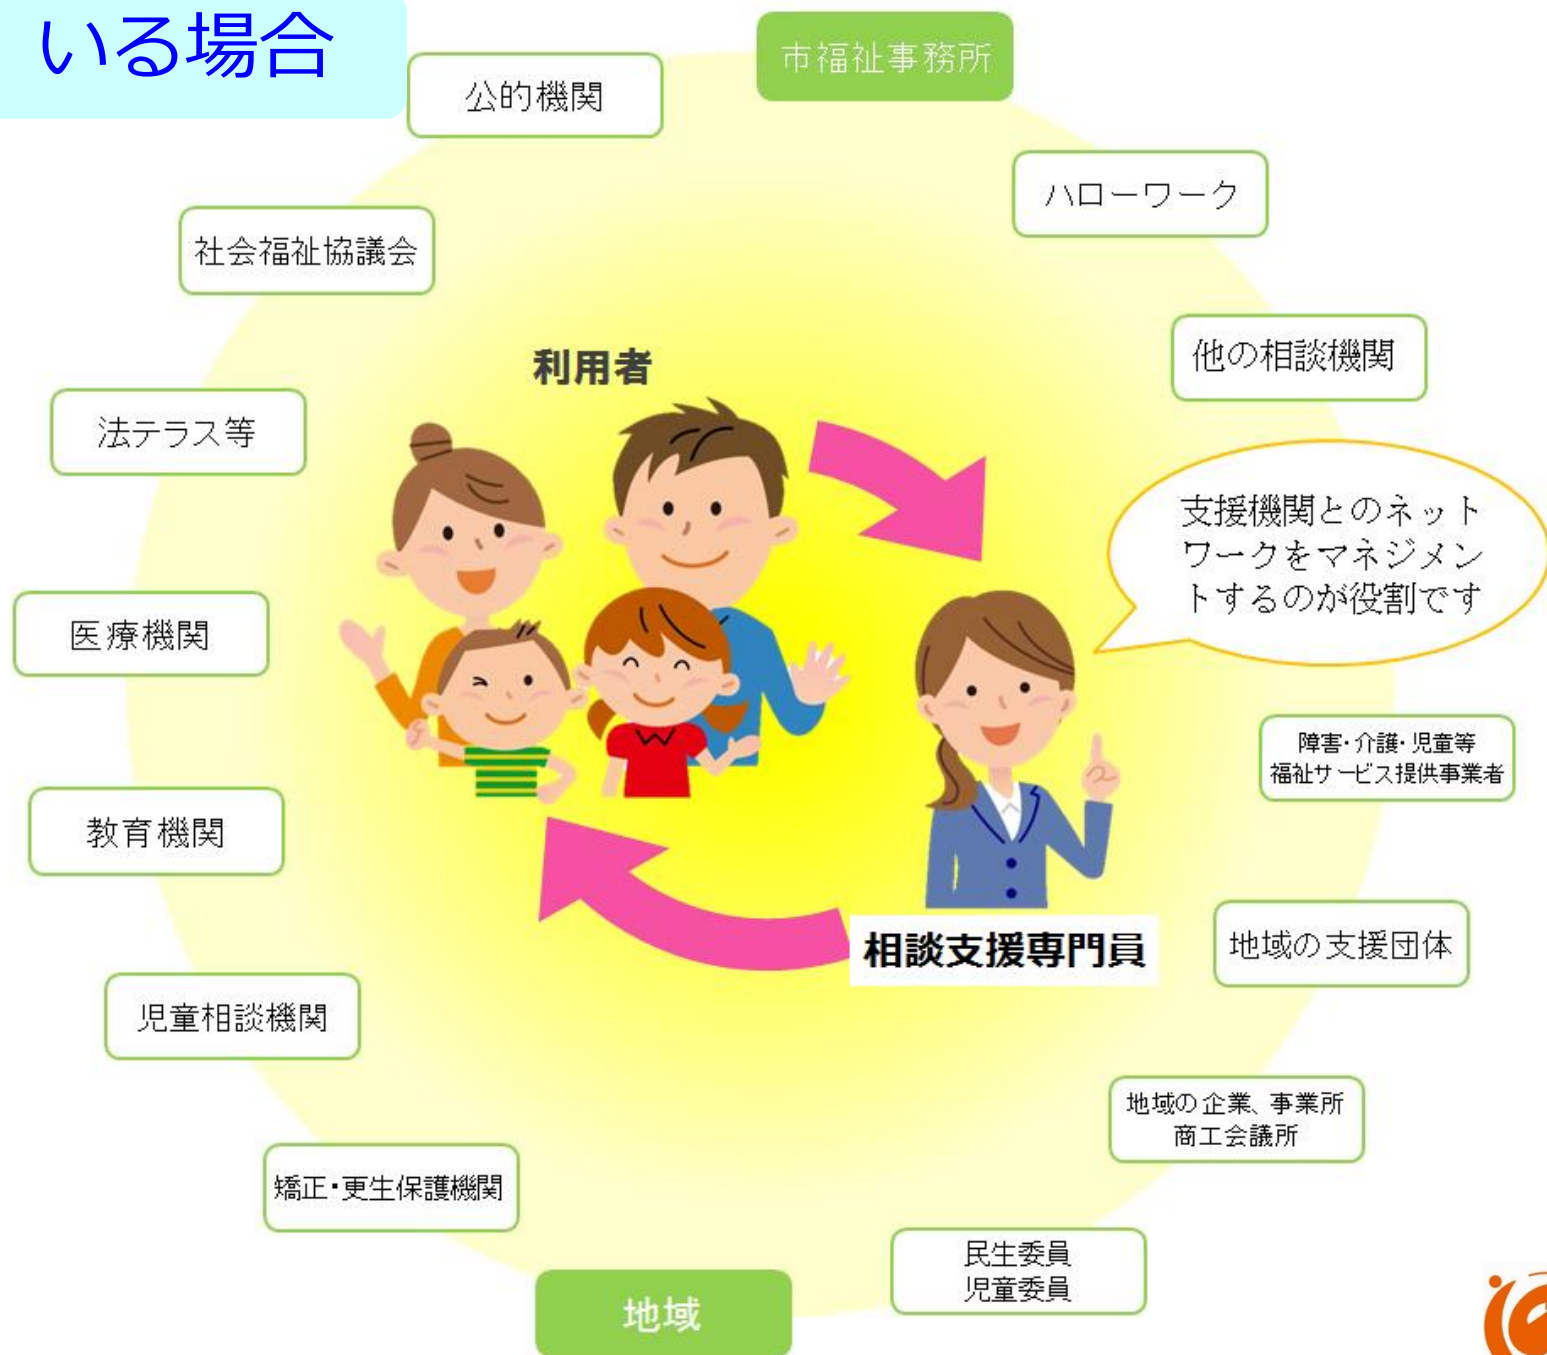 いる場合
市福祉事務所
公的機関
ハローワーク
社会福祉協議会
他の相談機関
利用者
法テラス等
支援機関とのネット
ワークをマネジメン
トするのが役割です
医療機関
障害・介護・児童等
福祉サービス提供事業者
教育機関
地域の支援団体
相談支援専門員
児童相談機関
地域の企業、事業所
商工会議所
矯正・更生保護機関
民生委員
児童委員
地域